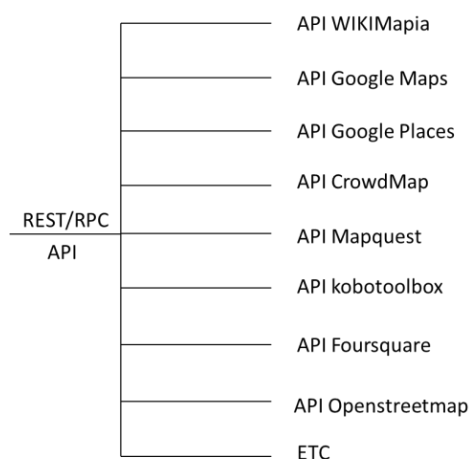 API WIKIMapia
API Google Maps
API Google Places
API CrowdMap
REST/RPC
API
API Mapquest
API kobotoolbox
API Foursquare
API Openstreetmap
ETC